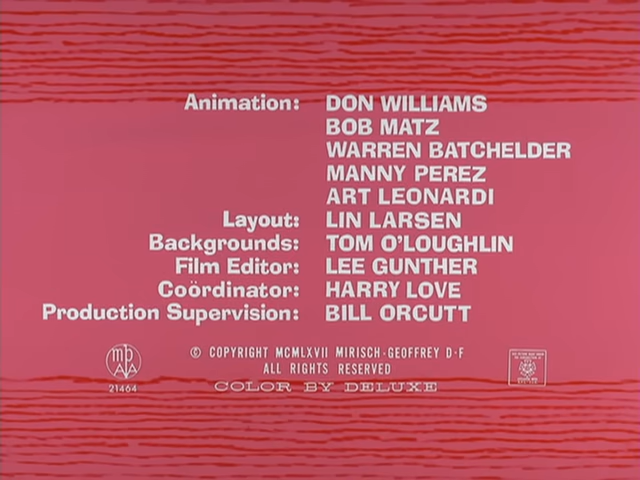 Animation: DON WILLIAMS
BOB MATZ
WARREN BATCHELDER
MANNY PEREZ
ART LEONARDI
Layout: LIN LARSEN
Backgrounds: TOM O'LOUGHLIN
Film Editor: LEE GUNTHER
Coördinator: HARRY LOVE
Production Supervision: BILL ORCUTT
© COPYRIGHT MCMLXVII MIRISCH-GEOFFREY D-F
ALL RIGHTS RESERVED
COLOR BY DELUXE
MPAA
21464